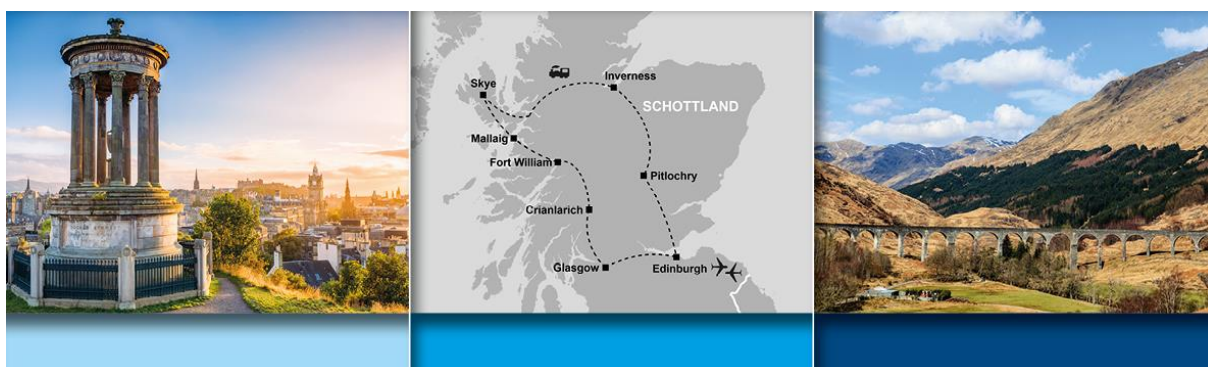 Skye
Inverness
SCHOTTLAND
Mallaig
Fort William
Pitlochry
Crianlarich
Glasgow
Edinburgh